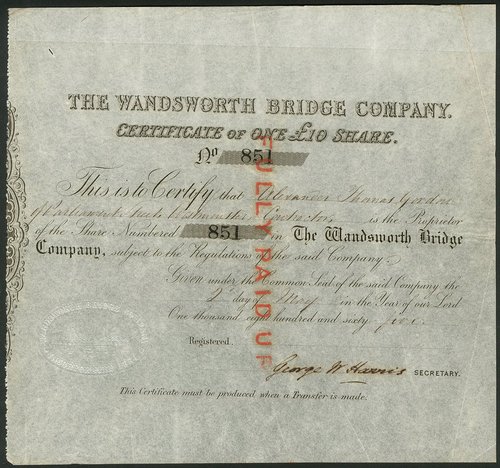 THE WANDSWORTH BRIDGE COMPANY.
CERTIFICATE OF ONE £10 SHARE.
No 851
This is to Certify that Alexander Thomas Gordon
of Parliament Westminster Contractor is the Proprietor
of the Share Numbered 851 in The Wandsworth Bridge
Company, subject to the Regulations of the said Company.
Given under the Common Seal of the said Company the
2 day of May in the Year of our Lord
One thousand eight hundred and sixty
Registered
George W Harris SECRETARY.
This Certificate must be produced when a Transfer is made.
FULLY PAID UP